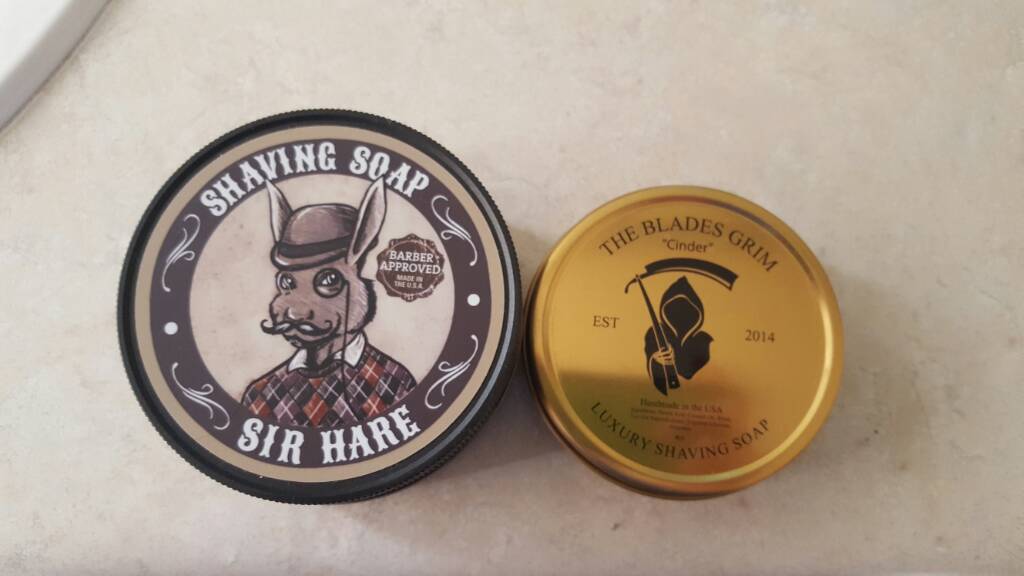 SHAVING SOAP
BARBER
APPROVED
MADE IN
THE U.S.A.
SIR HARE
THE BLADES GRIM
"Cinder"
EST
2014
Handmade in the USA
LUXURY SHAVING SOAP